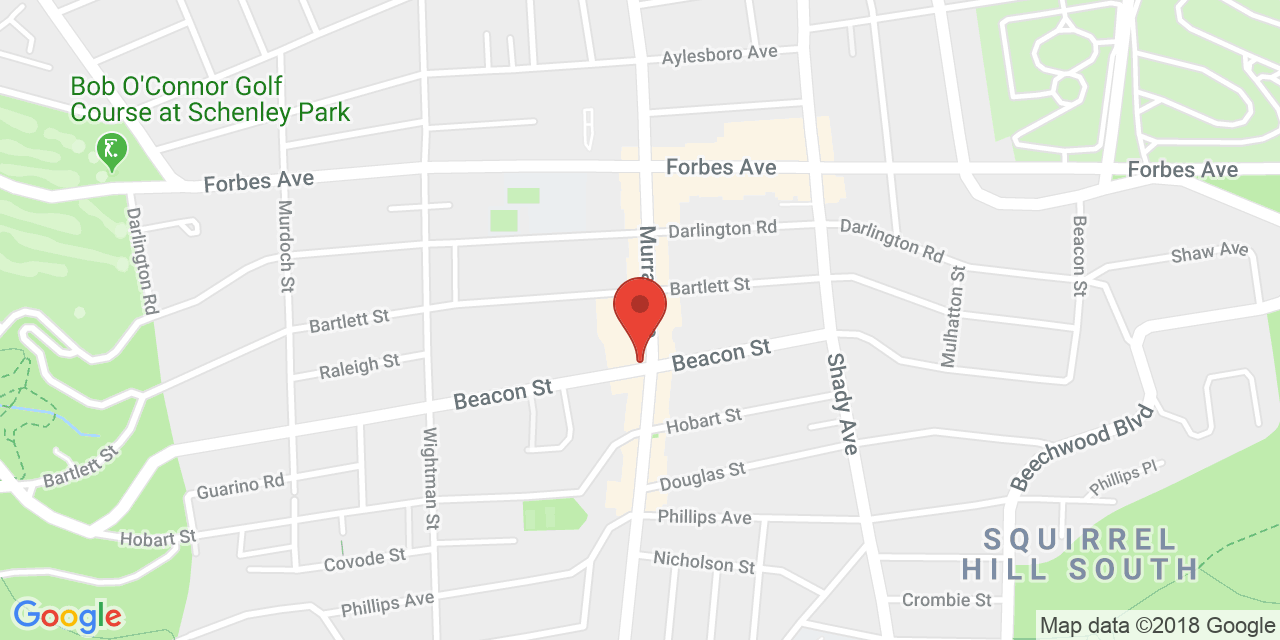 Aylesboro Ave
Bob O'Connor Golf
Course at Schenley Park
Forbes Ave
Forbes Ave
Forbes Ave
Darlington Rd
Murdoch St
Murra
Darlington Rd
Darlington Rd
Beacon St
Shaw Ave
Mulhatton St
Bartlett St
Bartlett St
Raleigh St
Beacon St
Beacon St
Shady Ave
Hobart St
Wightman St
Bartlett St
Guarino Rd
Douglas St
Beechwood Blvd
Phillips Pl
Hobart St
Phillips Ave
Covode St
Nicholson St
SQUIRREL
HILL SOUTH
Phillips Ave
Crombie St
Google
Map data ©2018 Google